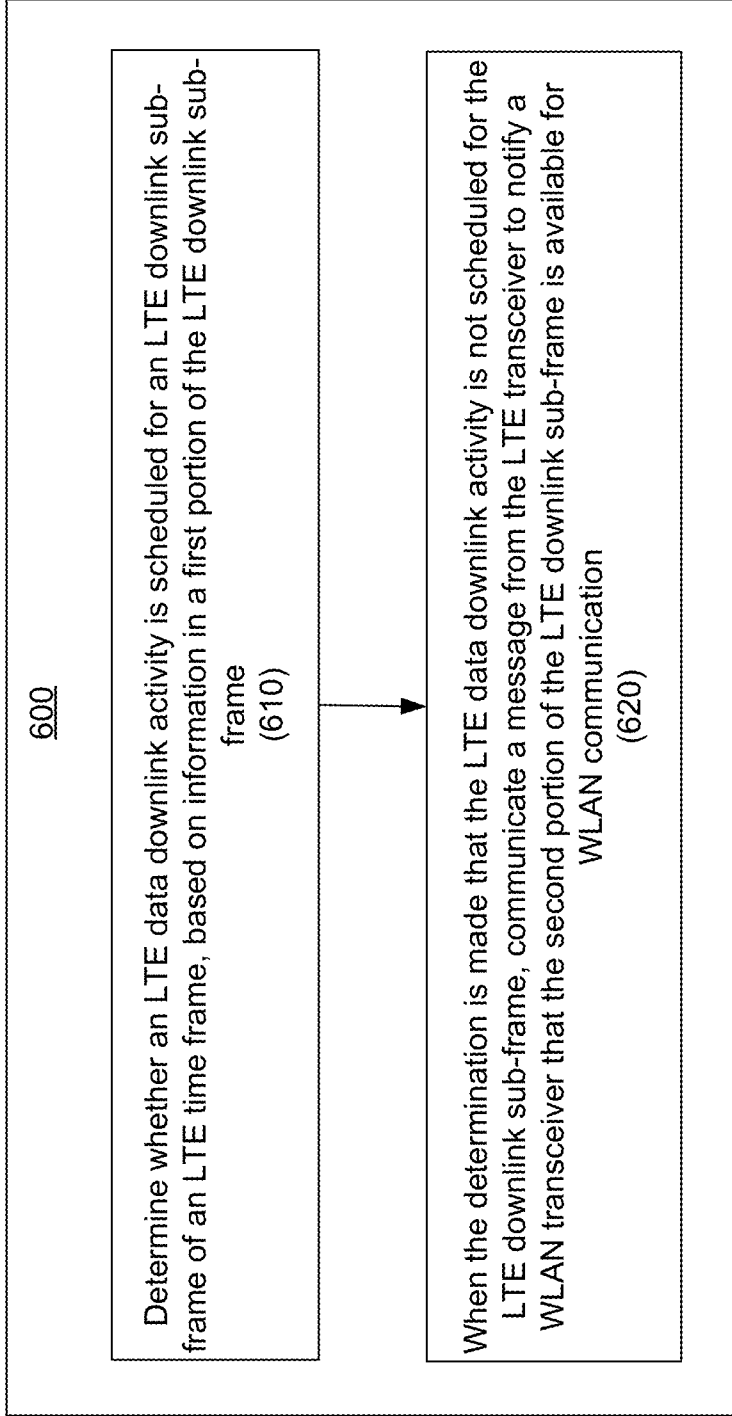 600
Determine whether an LTE data downlink activity is scheduled for an LTE downlink sub-
frame of an LTE time frame, based on information in a first portion of the LTE downlink sub-
frame
(610)
When the determination is made that the LTE data downlink activity is not scheduled for the
LTE downlink sub-frame, communicate a message from the LTE transceiver to notify a
WLAN transceiver that the second portion of the LTE downlink sub-frame is available for
WLAN communication
(620)